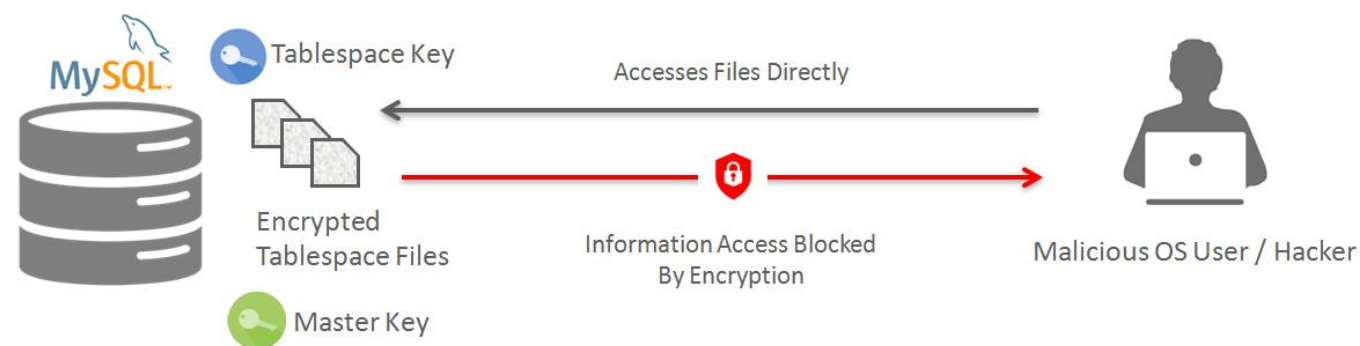 MySQL™
Tablespace Key
Accesses Files Directly
Encrypted
Tablespace Files
Information Access Blocked
By Encryption
Malicious OS User / Hacker
Master Key